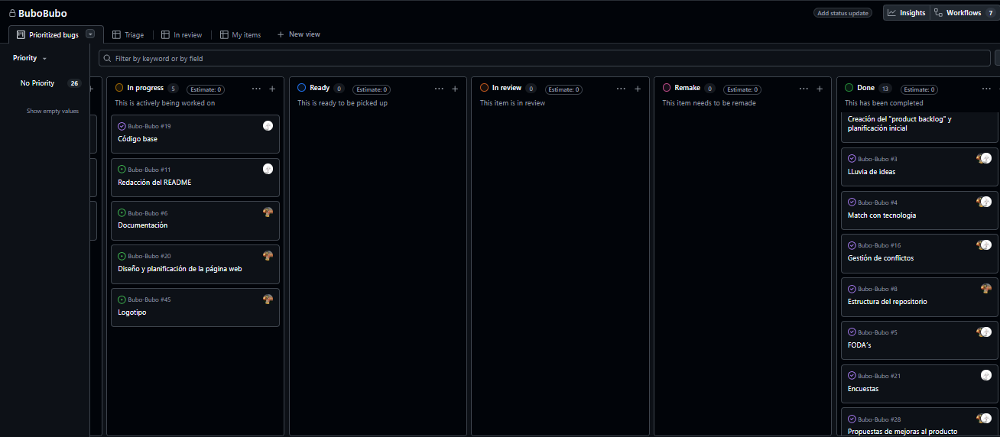 BuboBubo
Add status update
Insights
Workflows 7
Prioritized bugs
Triage
In review
My items
New view
Priority
Filter by keyword or by field
No Priority 26
Show empty values
In progress 5 Estimate: 0
This is actively being worked on
Bubo-Bubo #19
Código base
Bubo-Bubo #11
Redacción del README
Bubo-Bubo #6
Documentación
Bubo-Bubo #20
Diseño y planificación de la página web
Bubo-Bubo #45
Logotipo
Ready 0 Estimate: 0
This is ready to be picked up
In review 0 Estimate: 0
This item is in review
Remake 0 Estimate: 0
This item needs to be remade
Done 13 Estimate: 0
This has been completed
Creación del "product backlog" y
planificación inicial
Bubo-Bubo #3
LLuvia de ideas
Bubo-Bubo #4
Match con tecnologia
Bubo-Bubo #16
Gestión de conflictos
Bubo-Bubo #8
Estructura del repositorio
Bubo-Bubo #5
FODA's
Bubo-Bubo #21
Encuestas
Bubo-Bubo #28
Propuestas de mejoras al producto